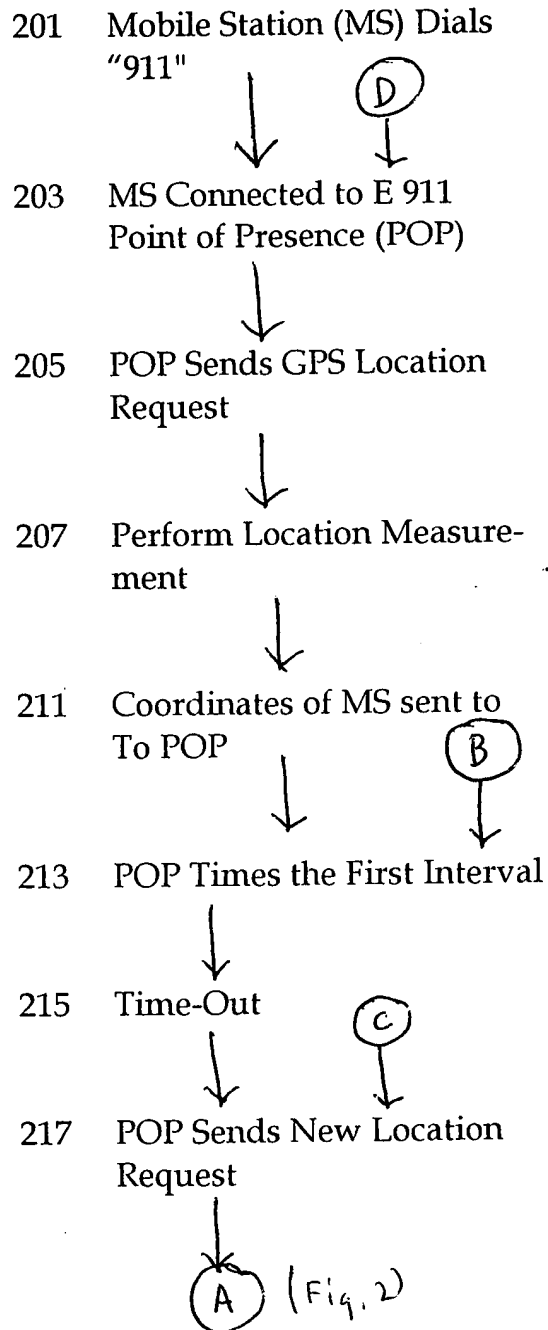 201 Mobile Station (MS) Dials
"911"
D
203 MS Connected to E 911
Point of Presence (POP)
205 POP Sends GPS Location
Request
207 Perform Location Measure-
ment
211 Coordinates of MS sent to
To POP
B
213 POP Times the First Interval
215 Time-Out
C
217 POP Sends New Location
Request
A (Fig. 2)